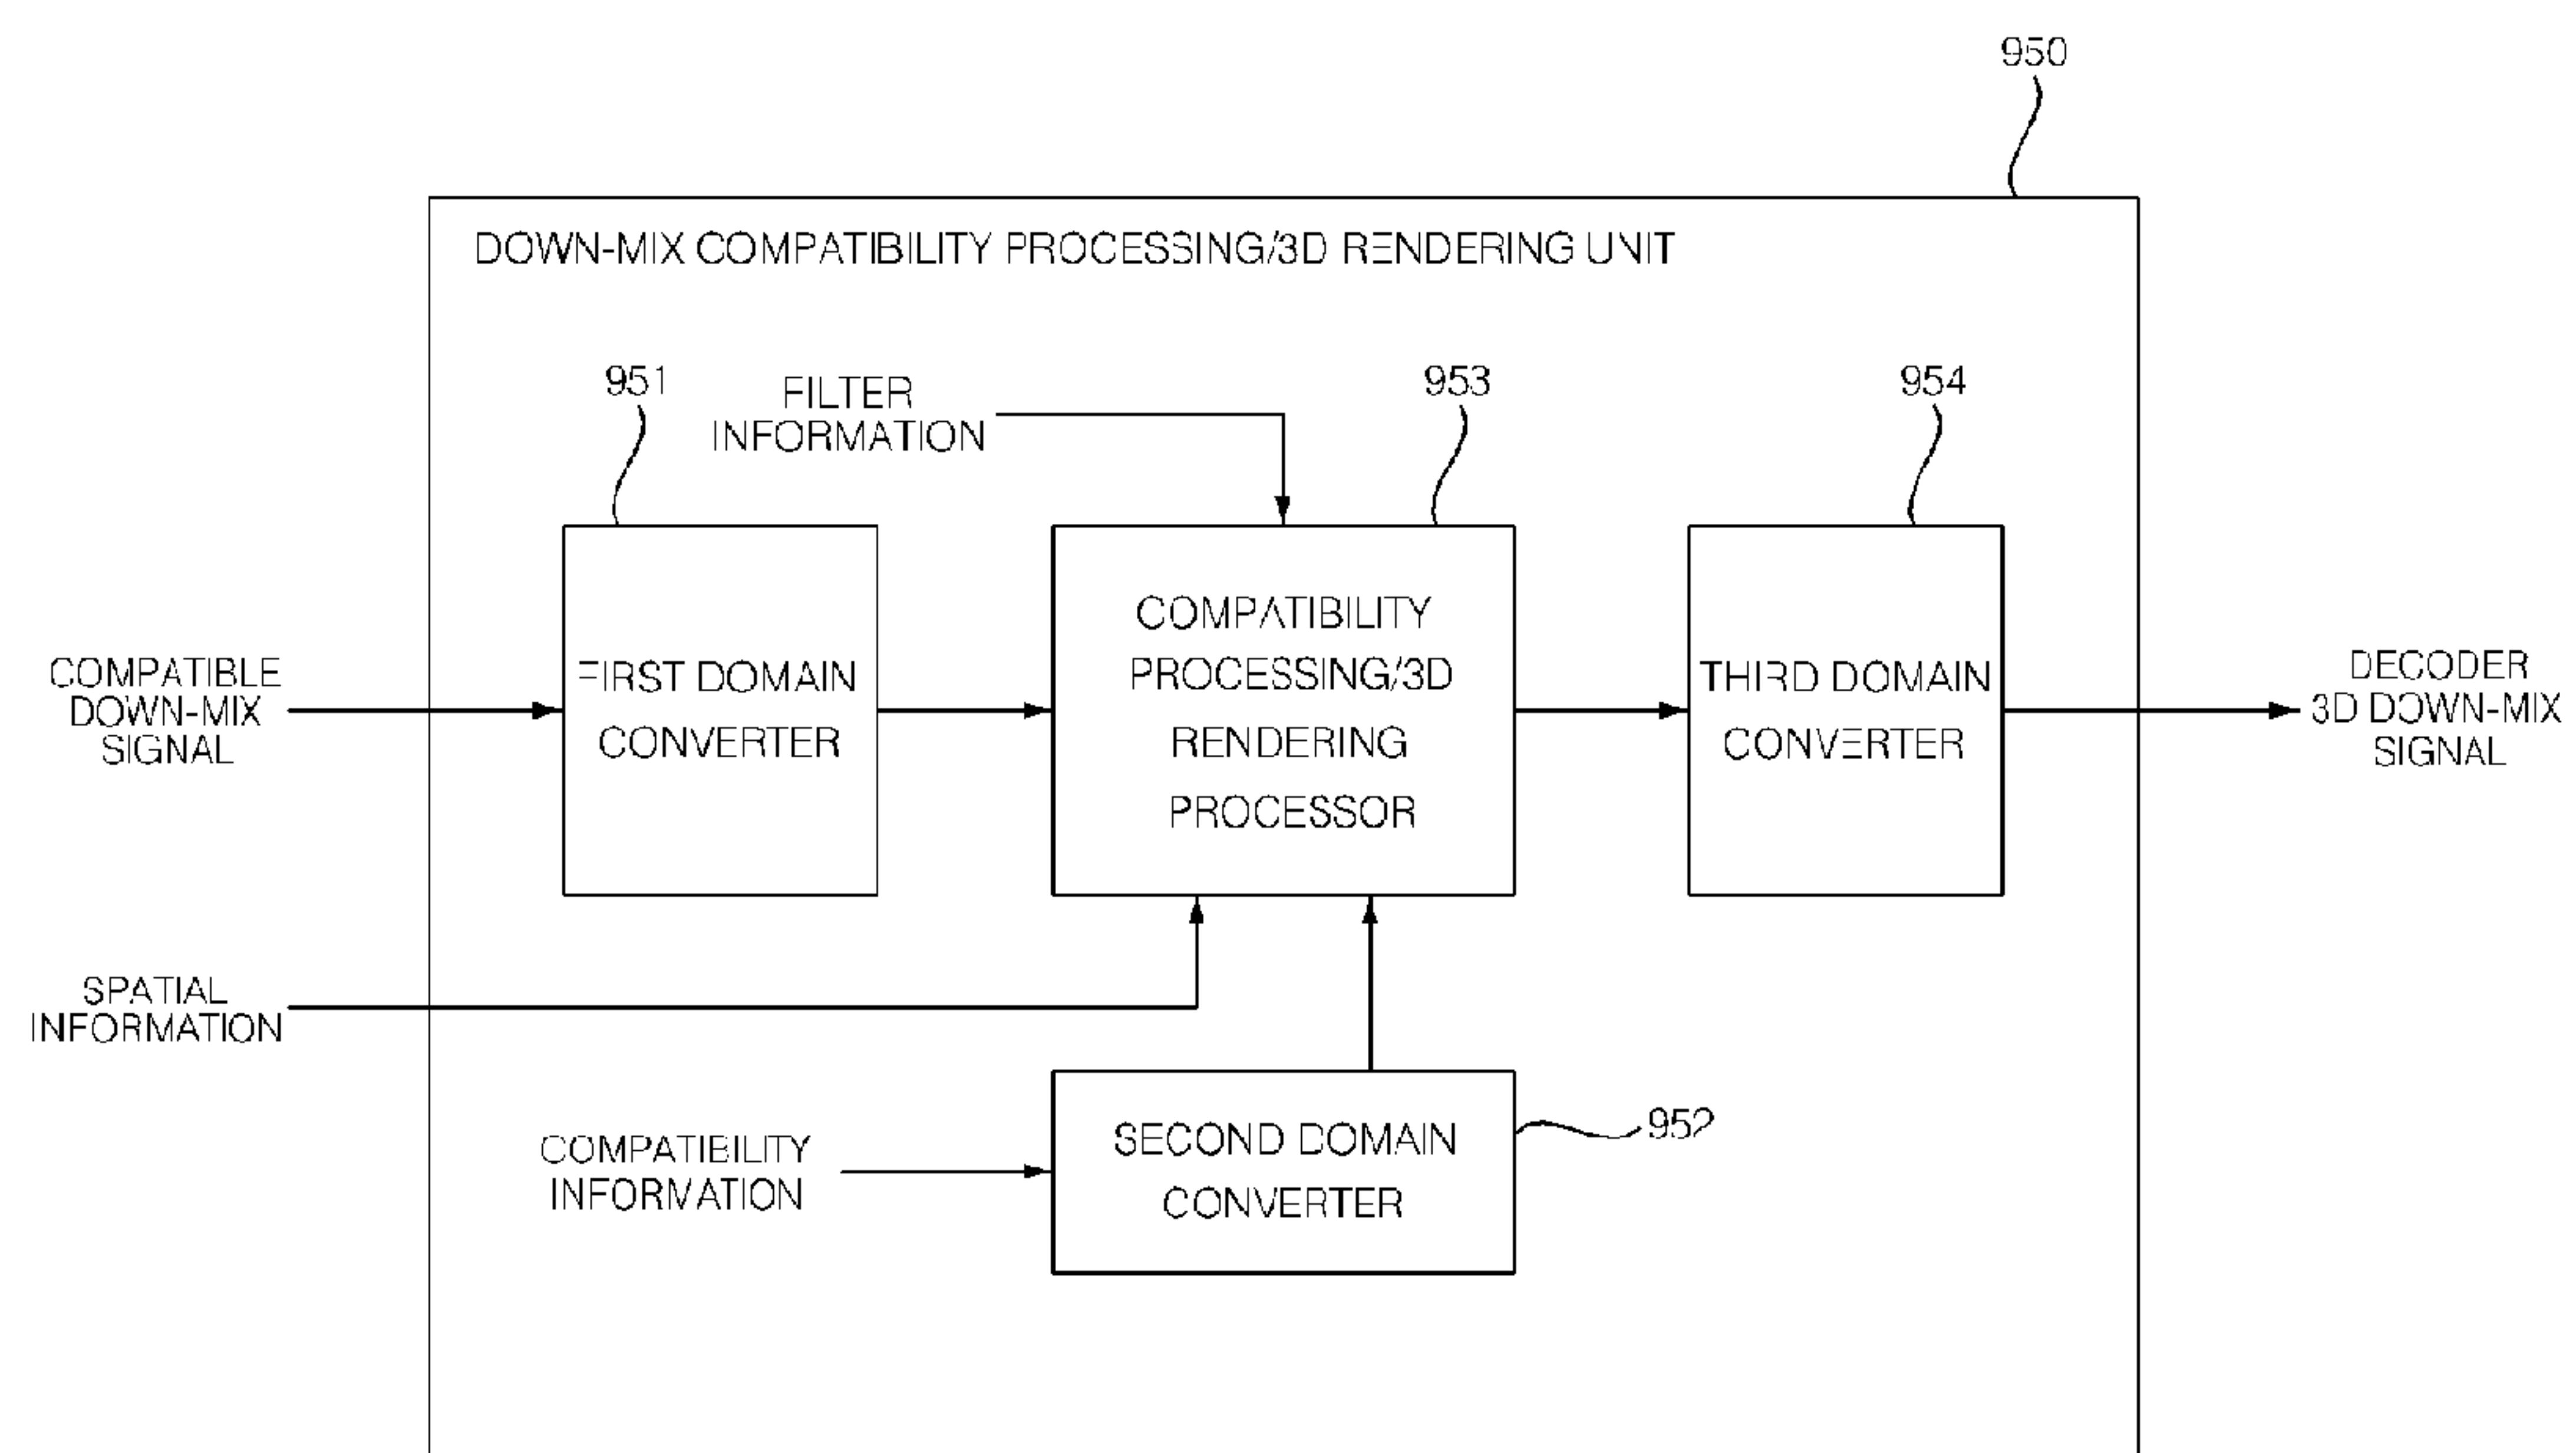 950
DOWN-MIX COMPATIBILITY PROCESSING/3D RENDERING UNIT
951
FILTER
INFORMATION
953
954
COMPATIBLE
DOWN-MIX
SIGNAL
FIRST DOMAIN
CONVERTER
COMPATIBILITY
PROCESSING/3D
RENDERING
PROCESSOR
THIRD DOMAIN
CONVERTER
DECODER
3D DOWN-MIX
SIGNAL
SPATIAL
INFORMATION
COMPATIBILITY
INFORMATION
SECOND DOMAIN
CONVERTER
952